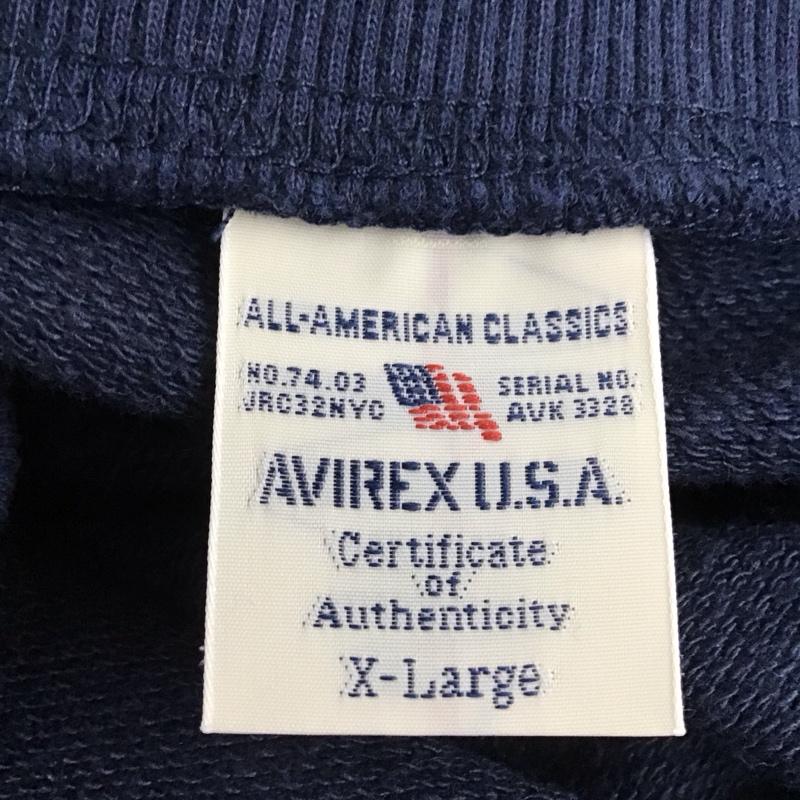 ALL-AMERICAN CLASSICS
NO.74.03
JRC32NYC
SERIAL NO.
AVK 3328
AVIREX U.S.A.
Certificate
of
Authenticity
X-Large